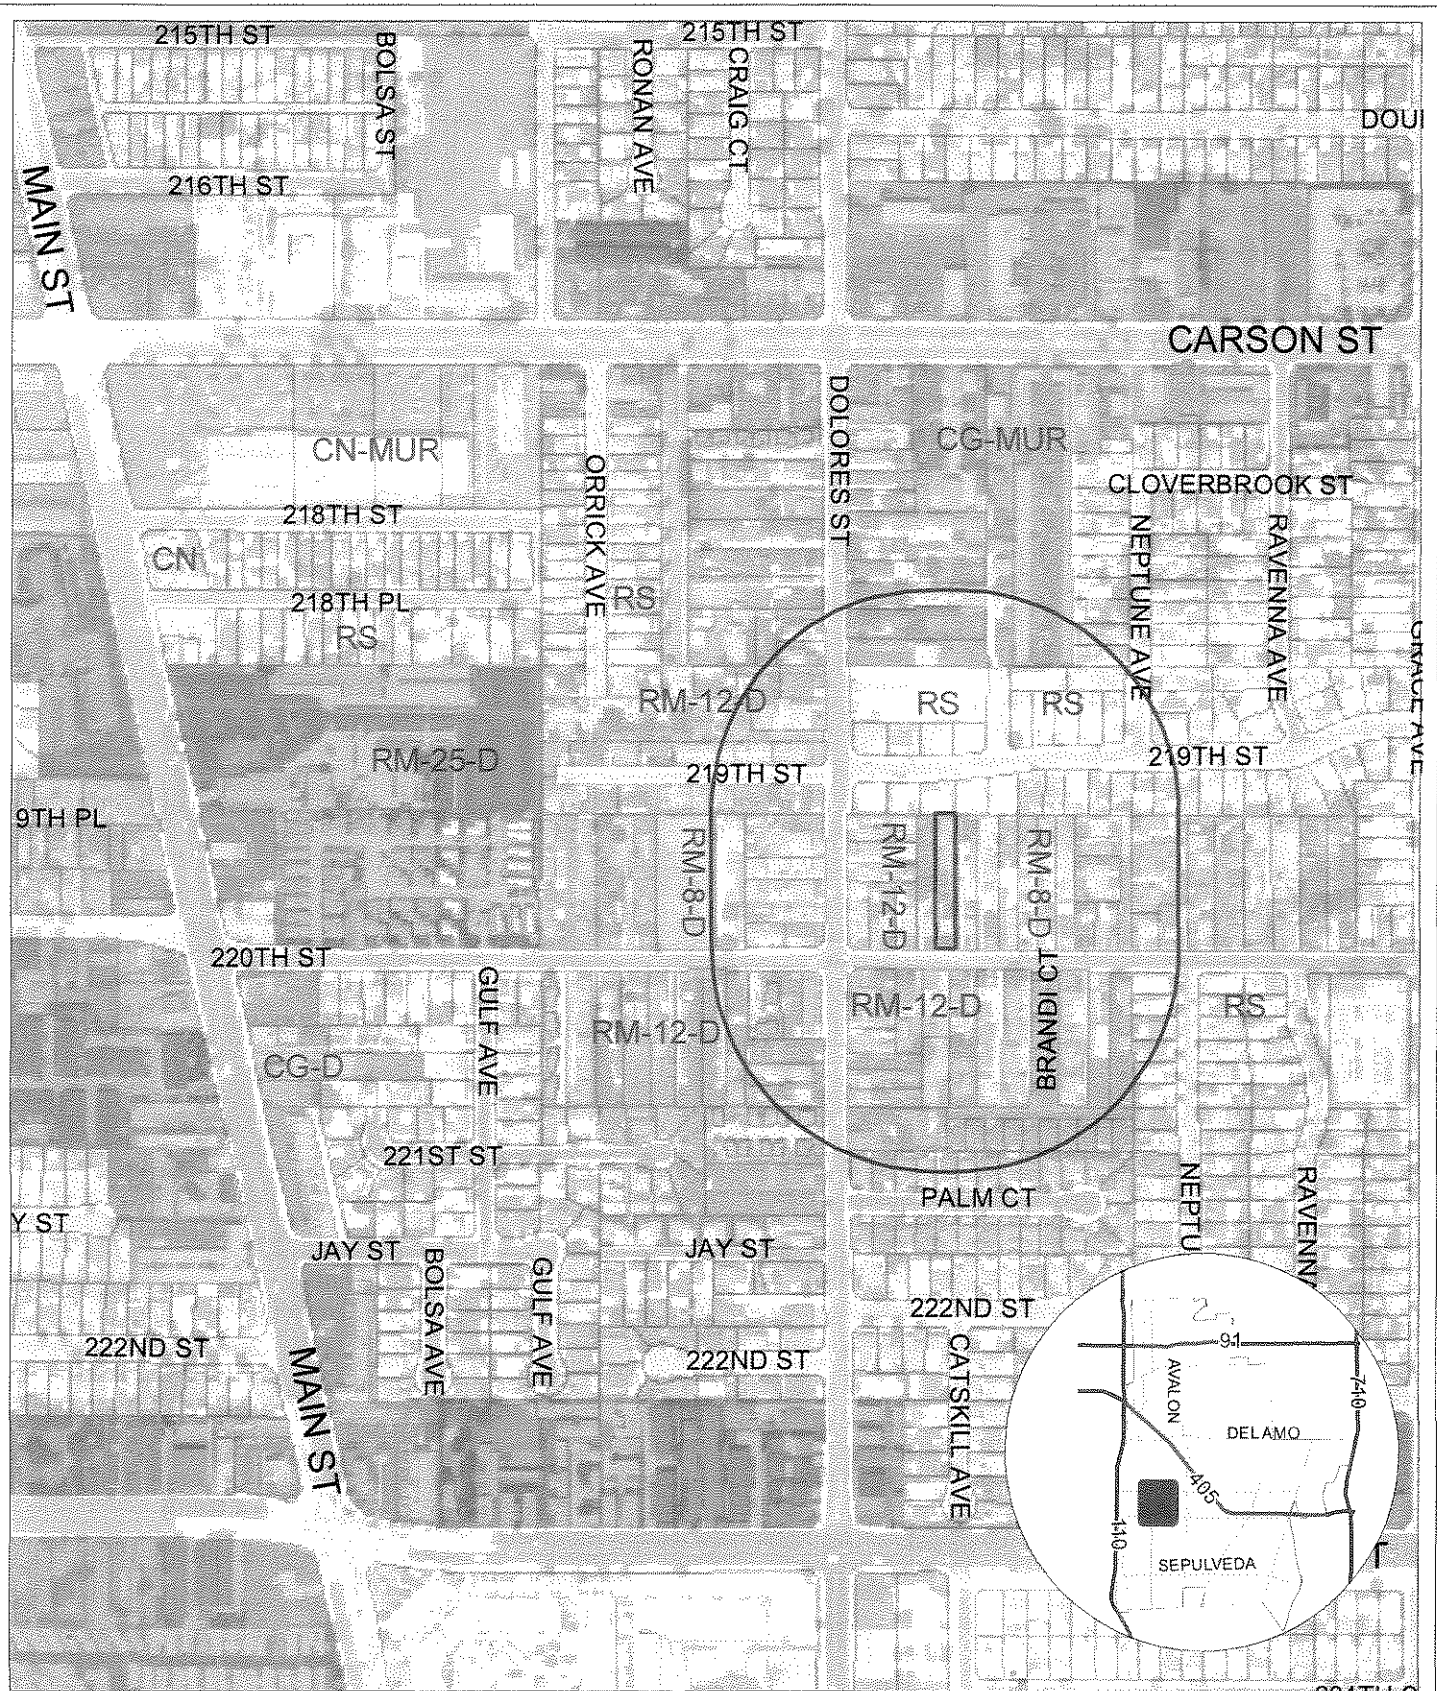 215TH ST
215TH ST
BOLSA ST
RONAN AVE
CRAIG CT
DOU
216TH ST
MAIN ST
CARSON ST
DOLORES ST
CN-MUR
CG-MUR
ORRICK AVE
CLOVERBROOK ST
218TH ST
NEPTUNE AVE
RAVENNA AVE
CN
218TH PL
RS
RS
GRACE AVE
RM-12-D
RS
RS
RM-25-D
219TH ST
219TH ST
9TH PL
RM-8-D
RM-12-D
RM-8-D
220TH ST
GULF AVE
BRANDI CT
RM-12-D
RS
RM-12-D
CG-D
221ST ST
PALM CT
NEPTU
RAVENNA
Y ST
JAY ST
JAY ST
BOLSA AVE
GULF AVE
222ND ST
222ND ST
222ND ST
CATSKILL AVE
MAIN ST
91
AVALON
710
DELAMO
405
110
SEPULVEDA
T